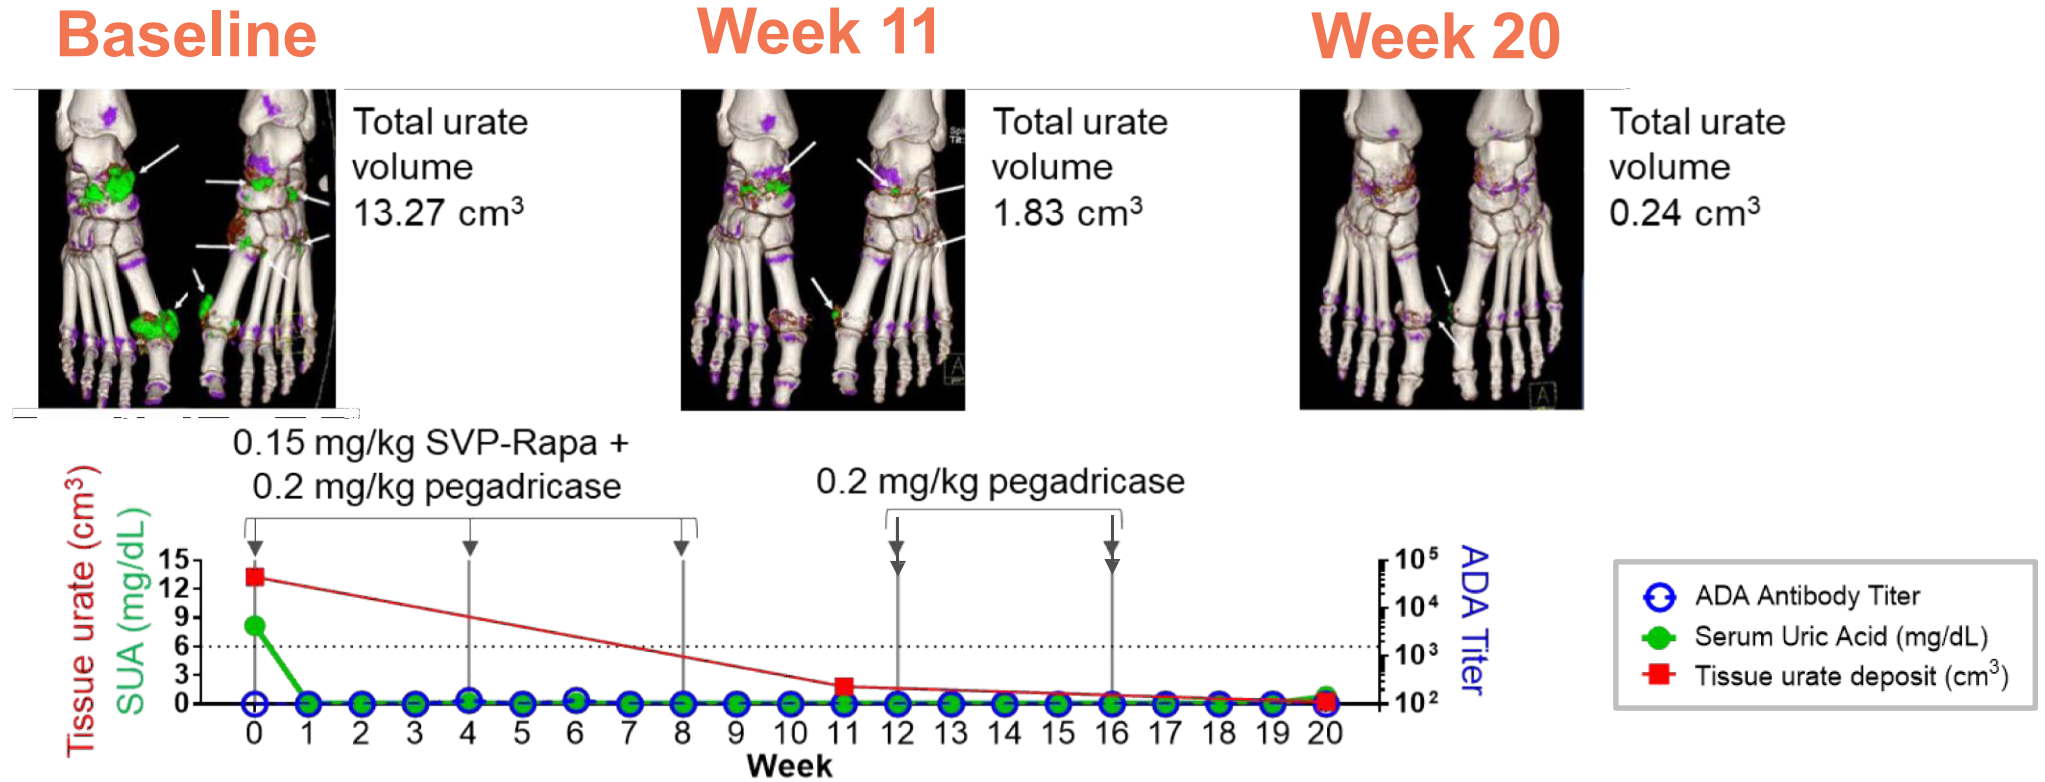 Baseline
Week 11
Week 20
Total urate
volume
13.27 cm³
Total urate
volume
1.83 cm³
Total urate
volume
0.24 cm³
A
A
0.15 mg/kg SVP-Rapa +
0.2 mg/kg pegadricase
0.2 mg/kg pegadricase
Tissue urate (cm³)
SUA (mg/dL)
15
12
9
6
3
0
10⁵
10⁴
10³
10²
ADA Titer
0 1 2 3 4 5 6 7 8 9 10 11 12 13 14 15 16 17 18 19 20
Week
ADA Antibody Titer
Serum Uric Acid (mg/dL)
Tissue urate deposit (cm³)